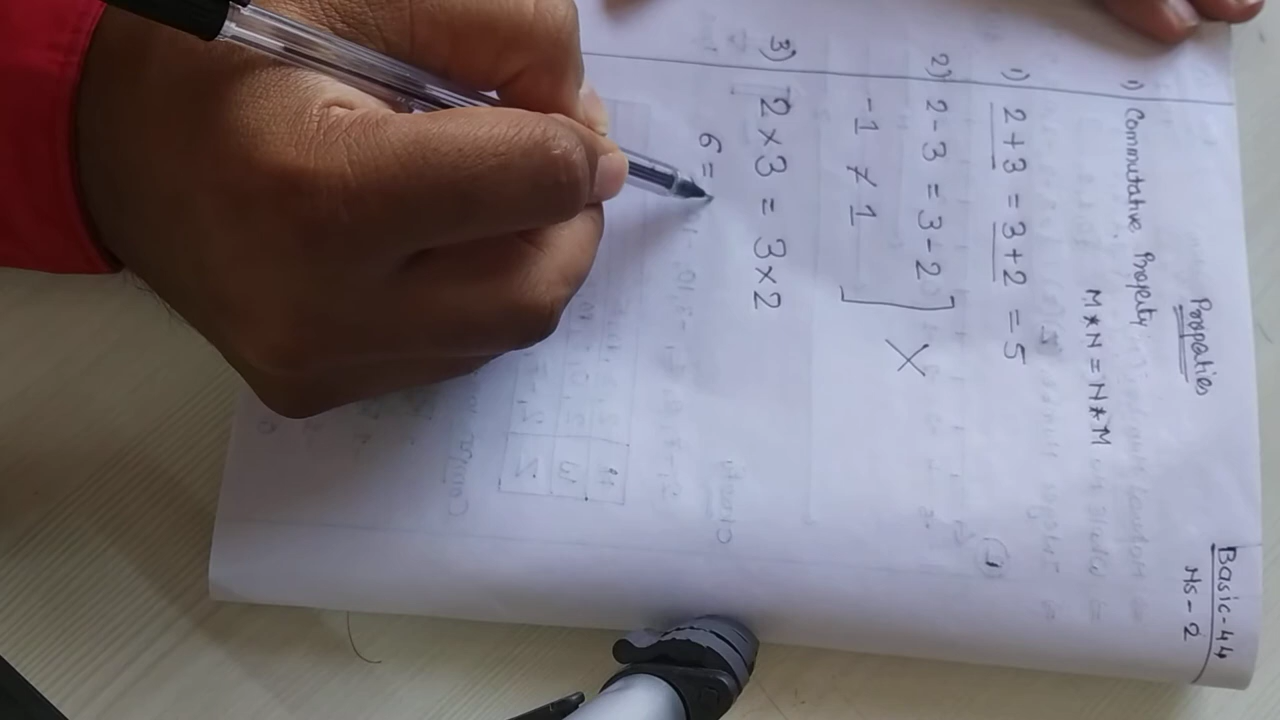 Basic-44
NS-2
Properties
1) Commutative Property
M*N = N*M
1) 2+3 = 3+2 = 5
2) 2-3 = 3-2
-1 ≠ 1 ] X
3) 2×3 = 3×2
6 =